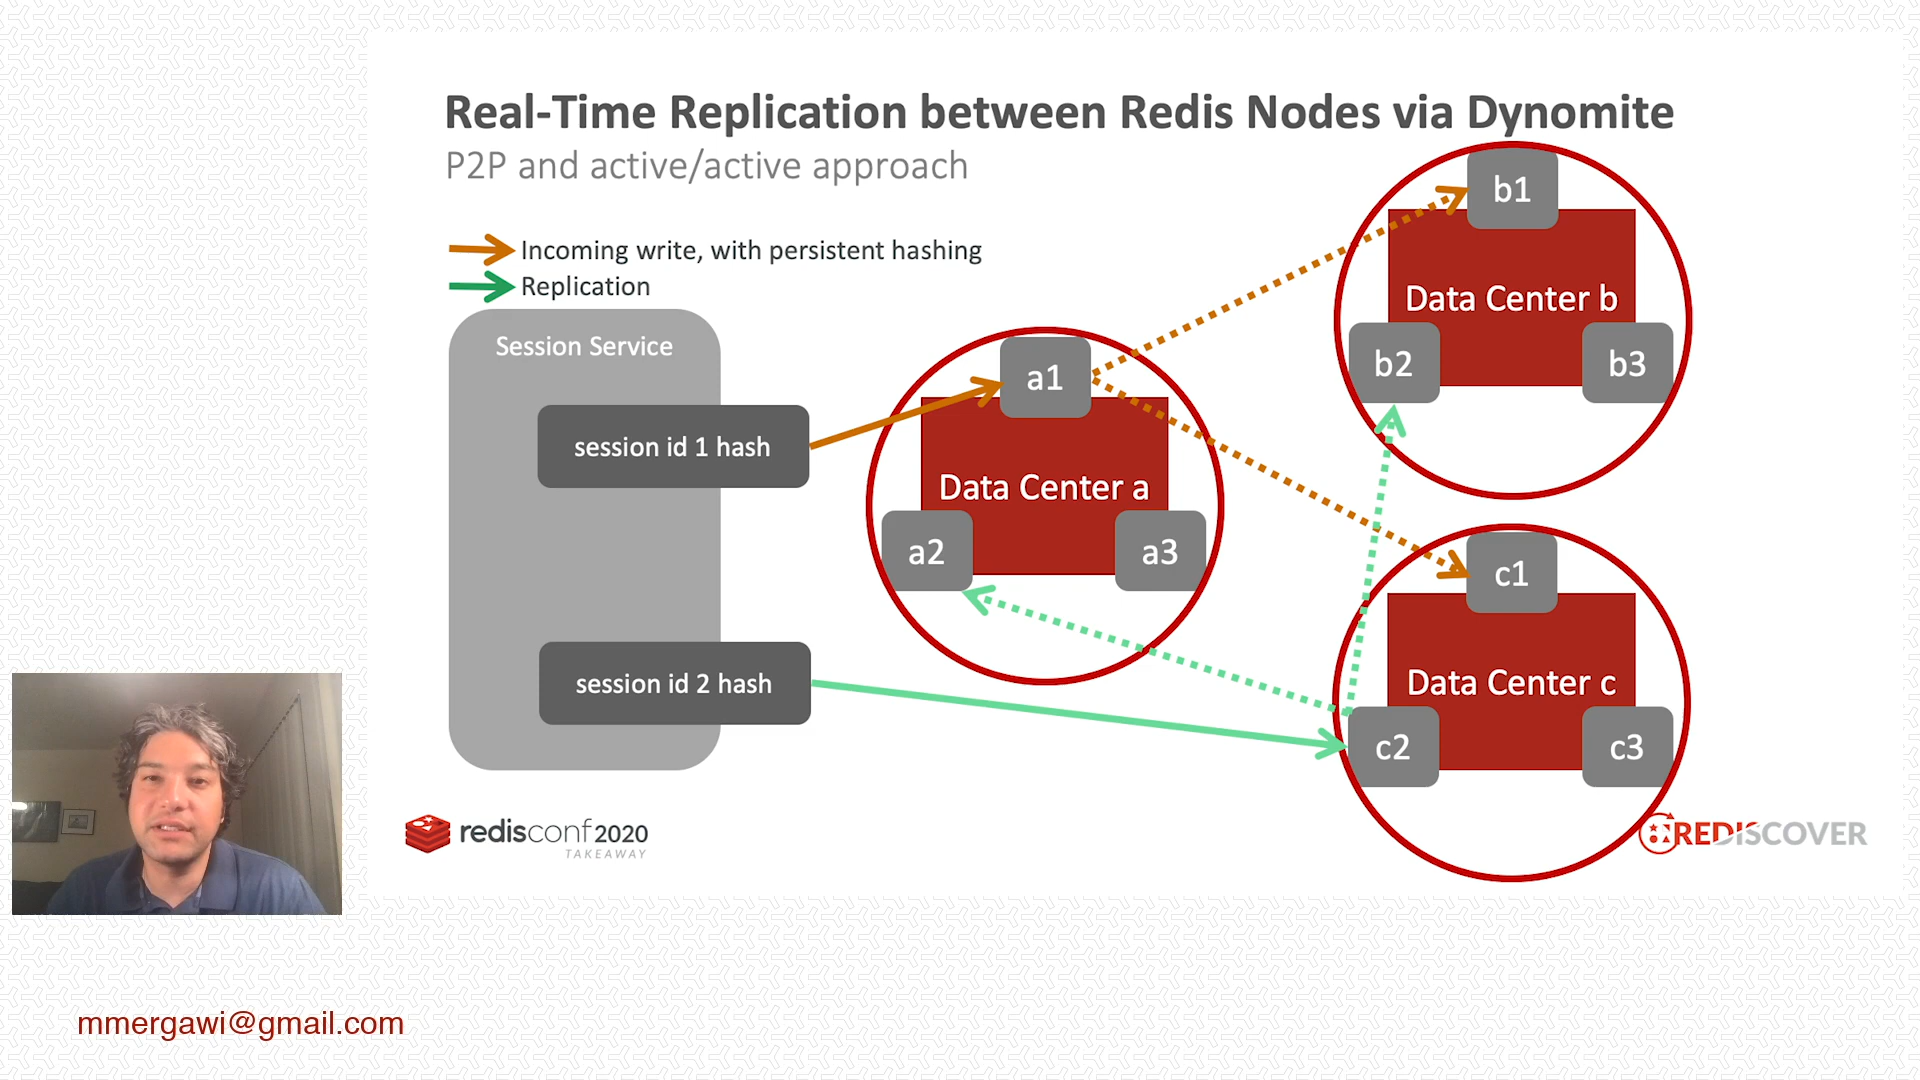 Real-Time Replication between Redis Nodes via Dynomite
P2P and active/active approach
Incoming write, with persistent hashing
Replication
Session Service
session id 1 hash
session id 2 hash
a1
Data Center a
a2
a3
b1
Data Center b
b2
b3
c1
Data Center c
c2
c3
redisconf 2020
TAKEAWAY
REDISCOVER
mmergawi@gmail.com